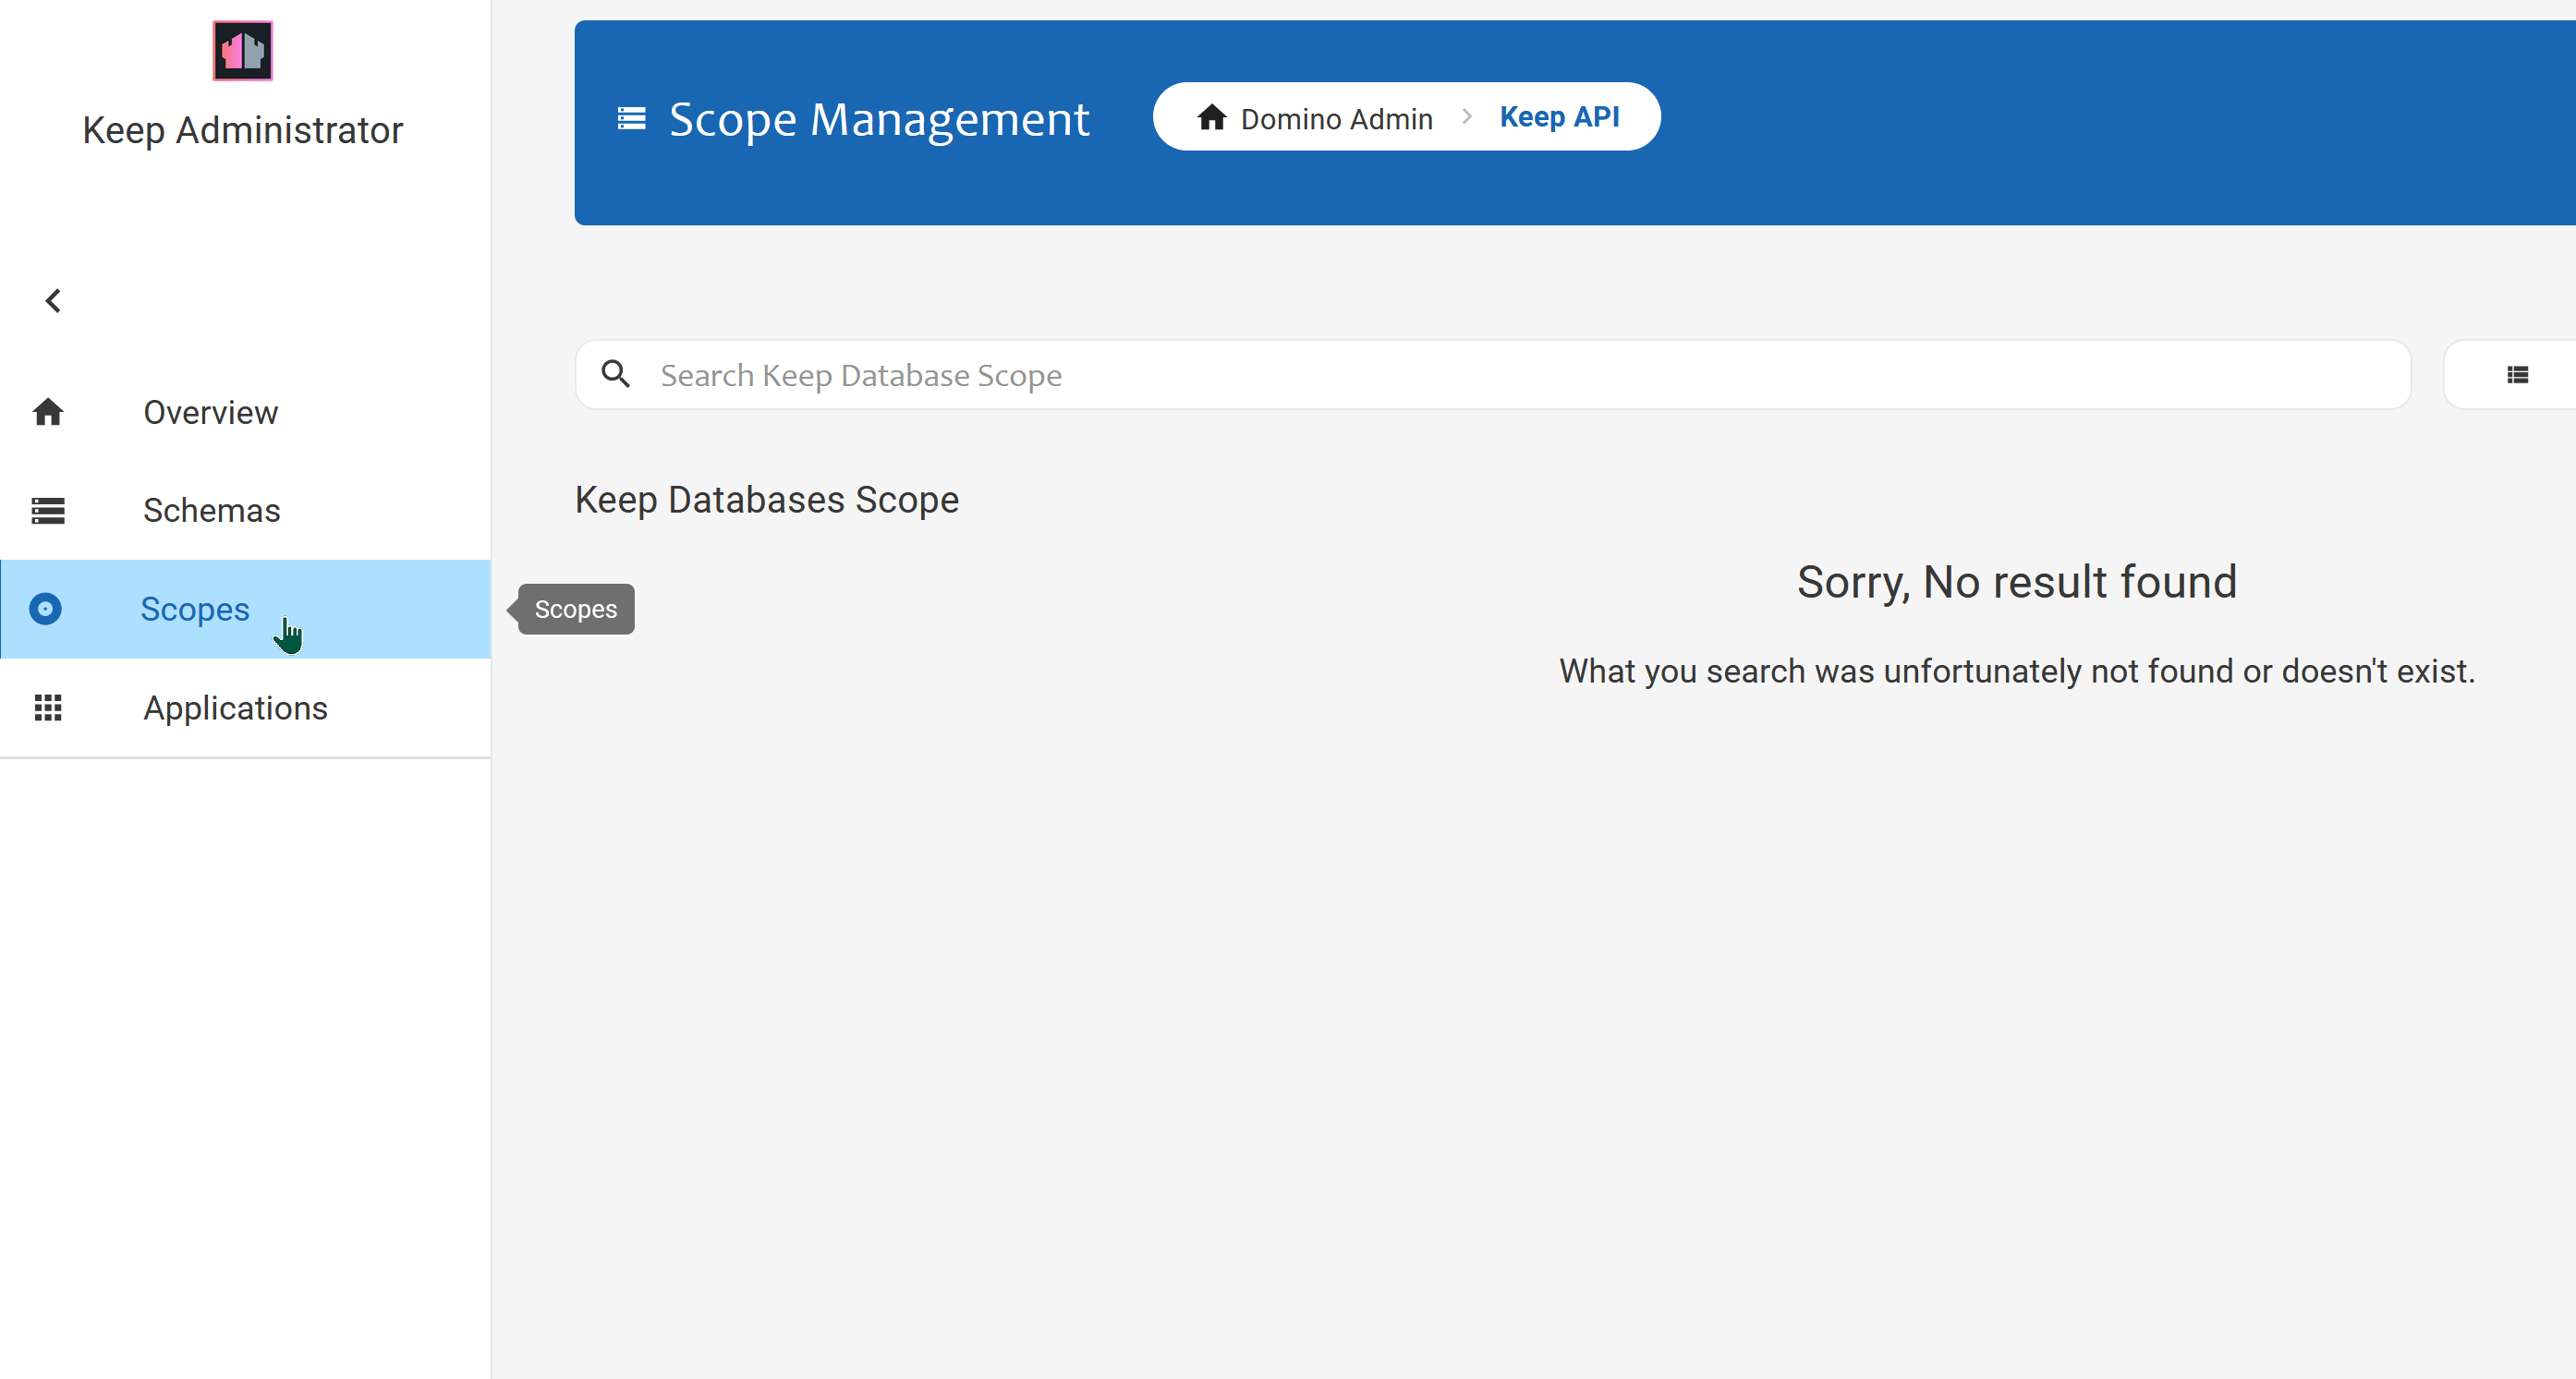 Keep Administrator
Overview
Schemas
Scopes
Applications
Scopes
Scope Management
Domino Admin
Keep API
Search Keep Database Scope
Keep Databases Scope
Sorry, No result found
What you search was unfortunately not found or doesn't exist.